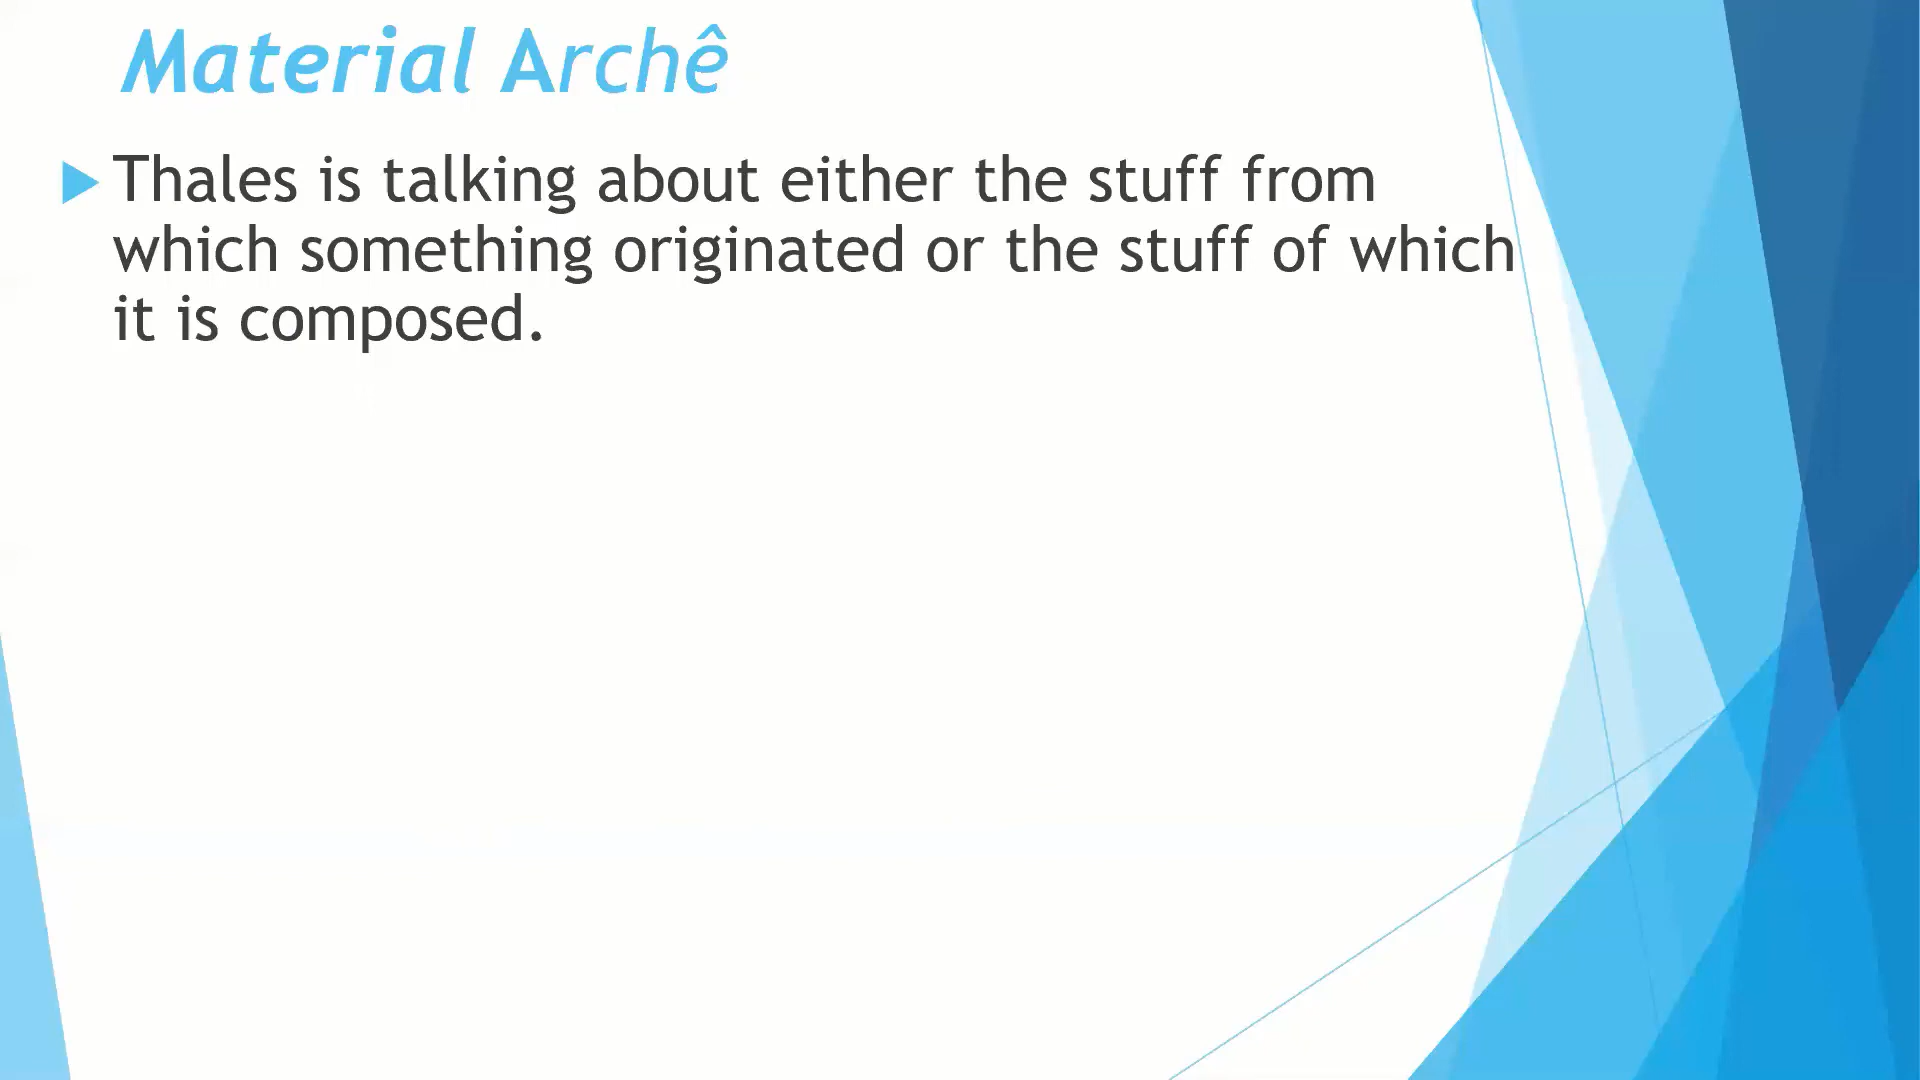 Material Archê
Thales is talking about either the stuff from
which something originated or the stuff of which
it is composed.